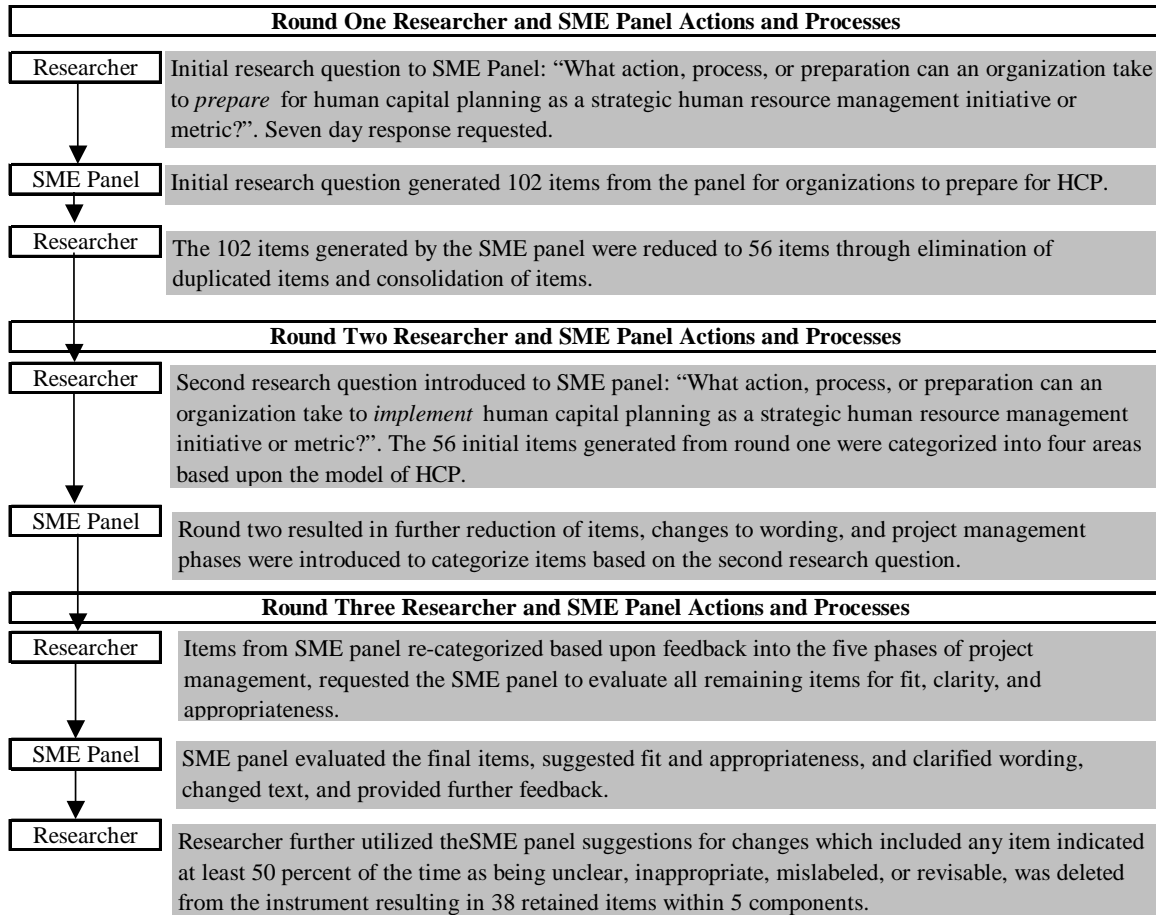 Round One Researcher and SME Panel Actions and Processes
Researcher
Initial research question to SME Panel: “What action, process, or preparation can an organization take
to prepare for human capital planning as a strategic human resource management initiative or
metric?”. Seven day response requested.
SME Panel
Initial research question generated 102 items from the panel for organizations to prepare for HCP.
Researcher
The 102 items generated by the SME panel were reduced to 56 items through elimination of
duplicated items and consolidation of items.
Round Two Researcher and SME Panel Actions and Processes
Researcher
Second research question introduced to SME panel: “What action, process, or preparation can an
organization take to implement human capital planning as a strategic human resource management
initiative or metric?”. The 56 initial items generated from round one were categorized into four areas
based upon the model of HCP.
SME Panel
Round two resulted in further reduction of items, changes to wording, and project management
phases were introduced to categorize items based on the second research question.
Round Three Researcher and SME Panel Actions and Processes
Researcher
Items from SME panel re-categorized based upon feedback into the five phases of project
management, requested the SME panel to evaluate all remaining items for fit, clarity, and
appropriateness.
SME Panel
SME panel evaluated the final items, suggested fit and appropriateness, and clarified wording,
changed text, and provided further feedback.
Researcher
Researcher further utilized theSME panel suggestions for changes which included any item indicated
at least 50 percent of the time as being unclear, inappropriate, mislabeled, or revisable, was deleted
from the instrument resulting in 38 retained items within 5 components.